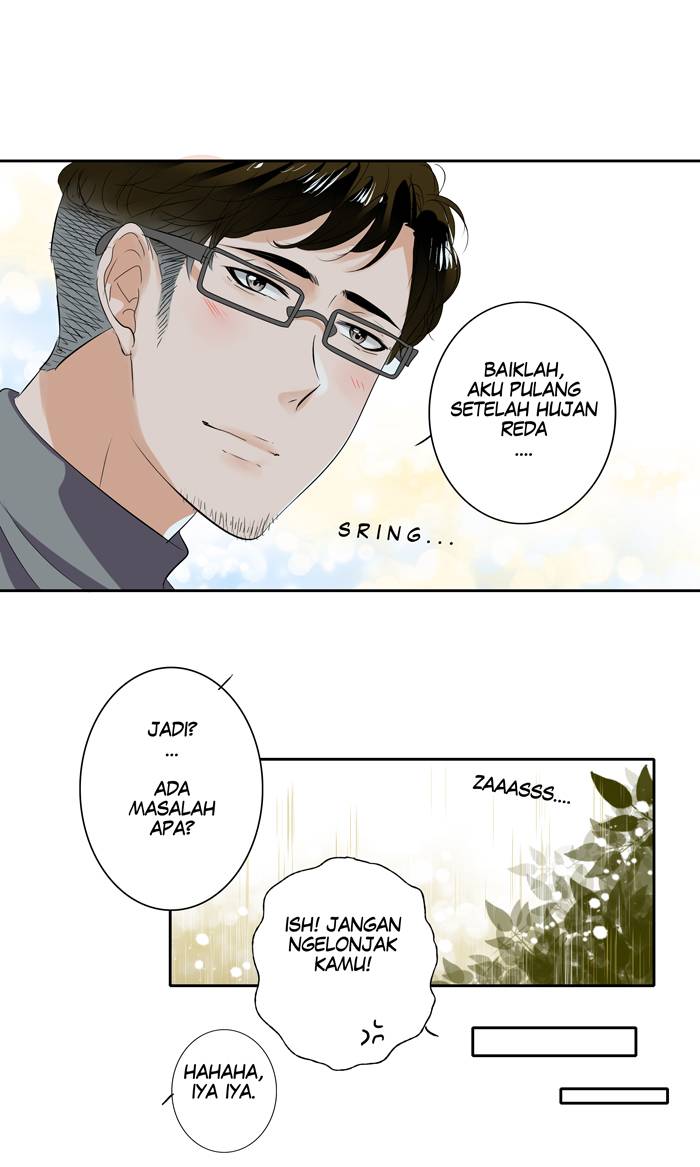 BAIKLAH,
AKU PULANG
SETELAH HUJAN
REDA
....
SRING...
JADI?
...
ADA
MASALAH
APA?
ZAAASSS....
ISH! JANGAN
NGELONJAK
KAMU!
HAHAHA,
IYA IYA.